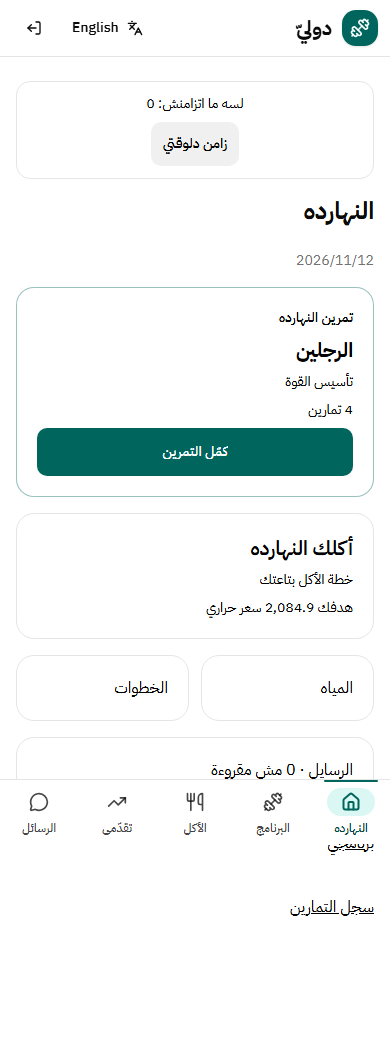 دوليّ
English
لسه ما اتزامنش: 0
زامن دلوقتي
النهارده
2026/11/12
تمرين النهارده
الرجلين
تأسيس القوة
4 تمارين
كمّل التمرين
أكلك النهارده
خطة الأكل بتاعتك
هدفك 2,084.9 سعر حراري
المياه
الخطوات
الرسايل · 0 مش مقروءة
النهارده
البرنامج
الأكل
تقدّمي
الرسائل
برنامجي
سجل التمارين